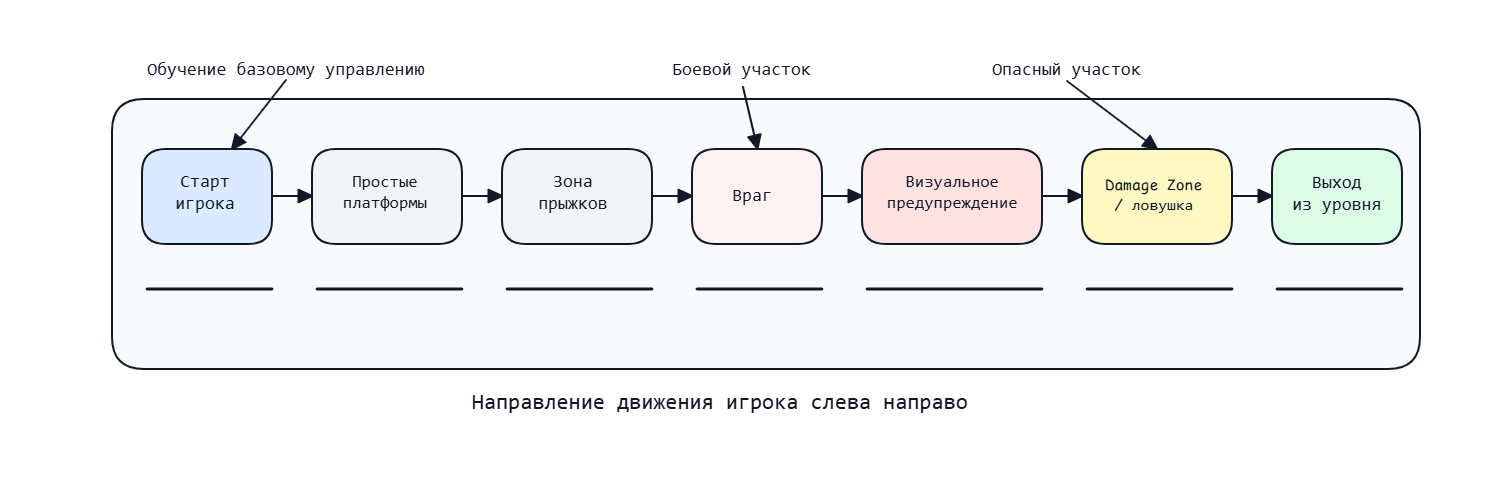 Обучение базовому управлению
Боевой участок
Опасный участок
Старт
игрока
Простые
платформы
Зона
прыжков
Враг
Визуальное
предупреждение
Damage Zone
/ ловушка
Выход
из уровня
Направление движения игрока слева направо